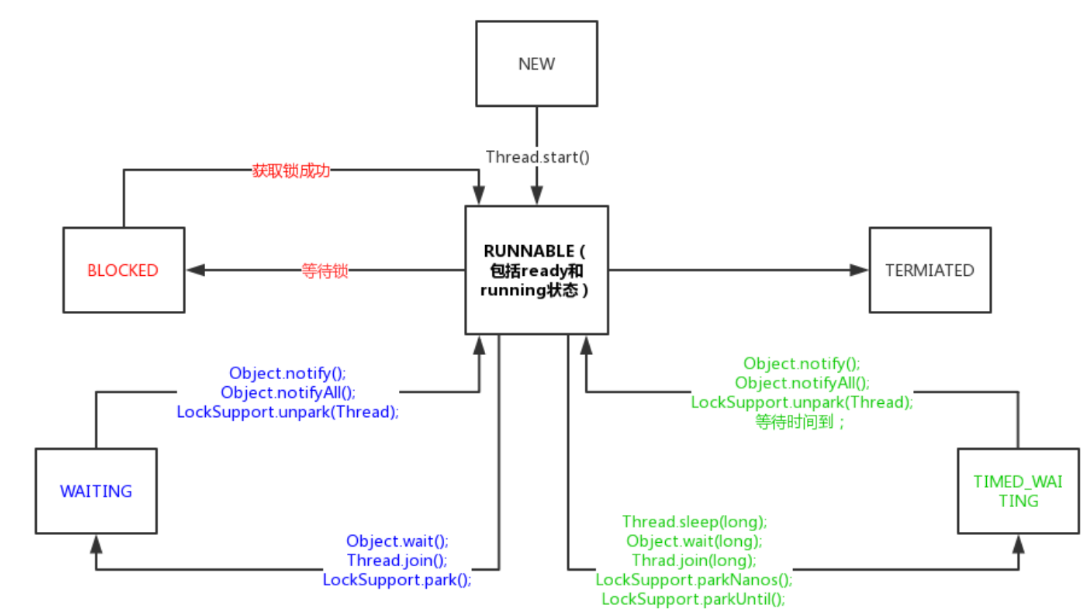 NEW
Thread.start()
获取锁成功
BLOCKED
等待锁
RUNNABLE（
包括ready和
running状态）
TERMIATED
Object.notify();
Object.notifyAll();
LockSupport.unpark(Thread);
Object.notify();
Object.notifyAll();
LockSupport.unpark(Thread);
等待时间到；
WAITING
TIMED_WAI
TING
Object.wait();
Thread.join();
LockSupport.park();
Thread.sleep(long);
Object.wait(long);
Thrad.join(long);
LockSupport.parkNanos();
LockSupport.parkUntil();